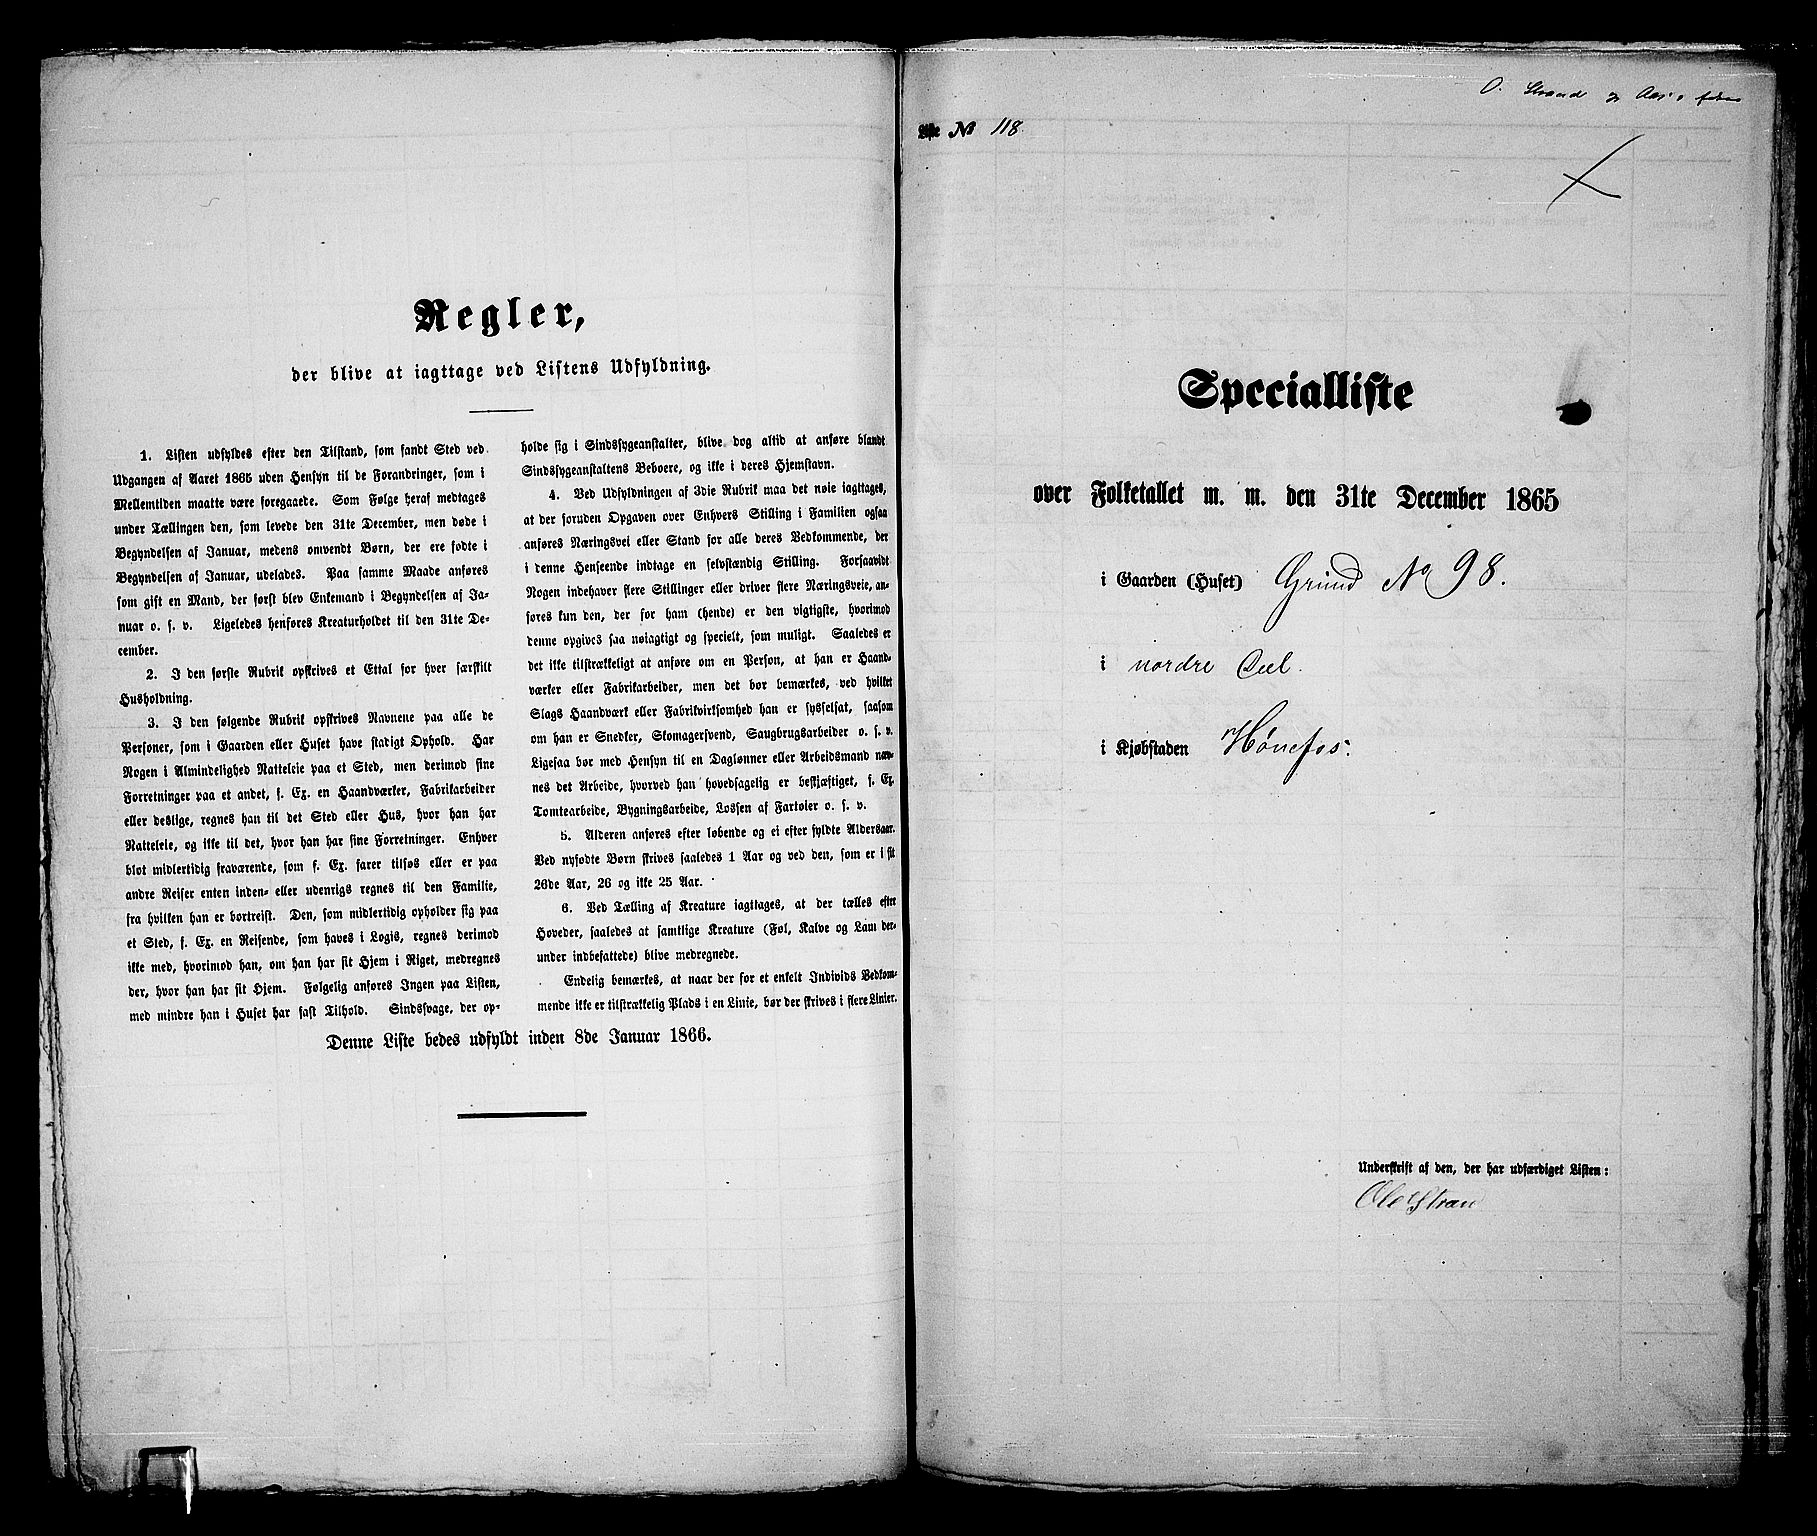 Regler,
der blive at iagttage ved Listens Udfyldning.
1. Listen udfyldes efter den Tilstand, som fandt Sted ved
Udgangen af Aaret 1865 uden Hensyn til de Forandringer, som i
Mellemtiden maatte være foregaaede. Som Følge heraf medtages
under Tællingen den, som levede den 31te December, men døde i
Begyndelsen af Januar, medens omvendt Børn, der ere fødte i
Begyndelsen af Januar, udelades. Paa samme Maade anføres
som gift en Mand, der først blev Enkemand i Begyndelsen af Ja-
nuar o. s. v. Ligeledes henføres Kreaturholdet til den 31te De-
cember.
2. I den første Rubrik opskrives et Ettal for hver særskilt
Husholdning.
3. I den følgende Rubrik opskrives Navnene paa alle de
Personer, som i Gaarden eller Huset have stadigt Ophold. Har
Nogen i Almindelighed Natteleie paa et Sted, men derimod sine
Forretninger paa et andet, f. Ex. en Haandværker, Fabrikarbeider
eller deslige, regnes han til det Sted eller Hus, hvor han har
Natteleie, og ikke til det, hvor han har sine Forretninger. Enhver
blot midlertidig fraværende, som f. Ex. farer tilsøs eller er paa
andre Reiser enten inden- eller udenrigs regnes til den Familie,
fra hvilken han er bortreist. Den, som midlertidig opholder sig paa
et Sted, f. Ex. en Reisende, som haves i Logis, regnes derimod
ikke med, hvorimod han, om han har sit Hjem i Riget, medregnes
der, hvor han har sit Hjem. Følgelig anføres Ingen paa Listen,
med mindre han i Huset har fast Tilhold. Sindssvage, der op-
holde sig i Sindssygeanstalter, blive dog altid at anføre blandt
Sindssygeanstaltens Beboere, og ikke i deres Hjemstavn.
4. Ved Udfyldningen af 3die Rubrik maa det nøie iagttages,
at der foruden Opgaven over Enhvers Stilling i Familien ogsaa
anføres Næringsvei eller Stand for alle deres Vedkommende, der
i denne Henseende indtage en selvstændig Stilling. Forsaavidt
Nogen indehaver flere Stillinger eller driver flere Næringsveie, an-
føres kun den, der for ham (hende) er den vigtigste, hvorimod
denne opgives saa nøiagtigt og specielt, som muligt. Saaledes er
det ikke tilstrækkeligt at anføre om en Person, at han er Haand-
værker eller Fabrikarbeider, men det bør bemærkes, ved hvilket
Slags Haandværk eller Fabrikvirksomhed han er sysselsat, saasom
om han er Snedker, Skomagersvend, Saugbrugsarbeider o. s. v.
Ligesaa bør med Hensyn til en Daglønner eller Arbeidsmand næv-
nes det Arbeide, hvorved han hovedsagelig er beskjæftiget, f. Ex.
Tomtearbeide, Bygningsarbeide, Lossen af Fartøier o. s. v.
5. Alderen anføres efter løbende og ei efter fyldte Aldersaar.
Ved nyfødte Børn skrives saaledes 1 Aar og ved den, som er i sit
26de Aar, 26 og ikke 25 Aar.
6. Ved Tælling af Kreature iagttages, at der tælles efter
Hoveder, saaledes at samtlige Kreature (Føl, Kalve og Lam der-
under indbefattede) blive medregnede.
Endelig bemærkes, at naar der for et enkelt Individs Vedkom-
mende ikke er tilstrækkelig Plads i en Linie, bør der skrives i flere Linier.
Denne Liste bedes udfyldt inden 8de Januar 1866.
O. Strand
Liste № 118.
Specialliste
over Folketallet m. m. den 31te December 1865
i Gaarden (Huset) Grund No 98.
i nordre Deel.
i Kjøbstaden Hønefos.
Underskrift af den, der har udfærdiget Listen:
Ole Stran